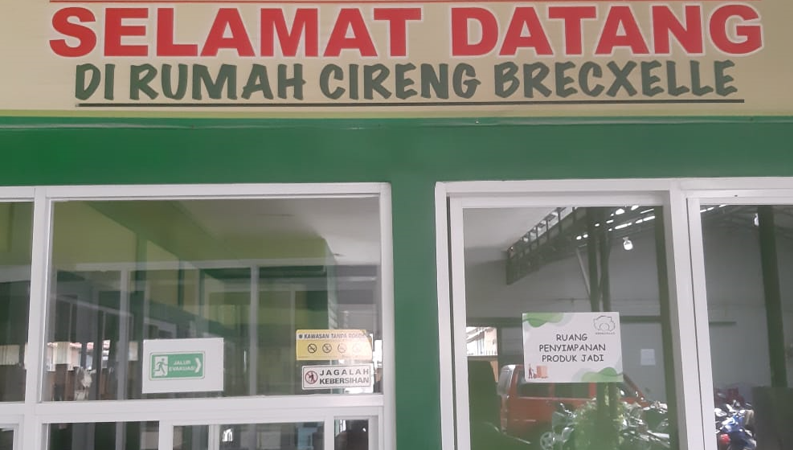 SELAMAT DATANG
DI RUMAH CIRENG BRECXELLE
JALUR
EVAKUASI
KAWASAN TANPA ROKOK
JAGALAH
KEBERSIHAN
RUANG
PENYIMPANAN
PRODUK JADI